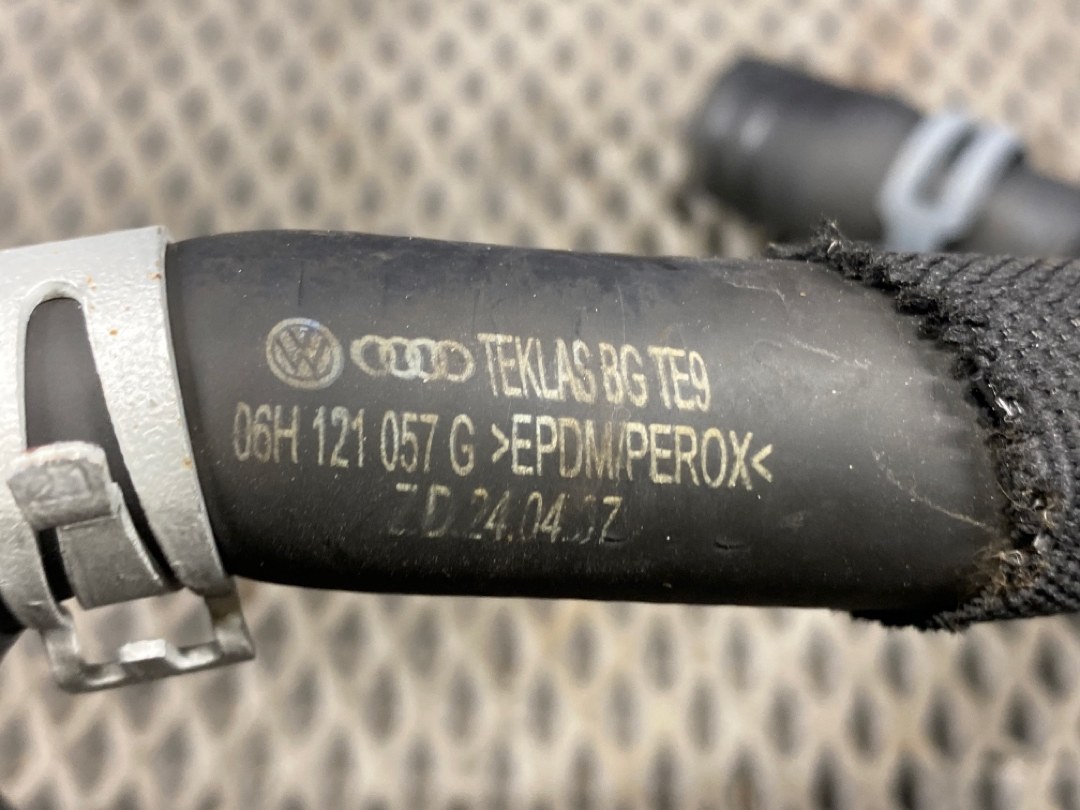 TEKLAS BG TE9
06H 121 057 G >EPDM/PEROX<